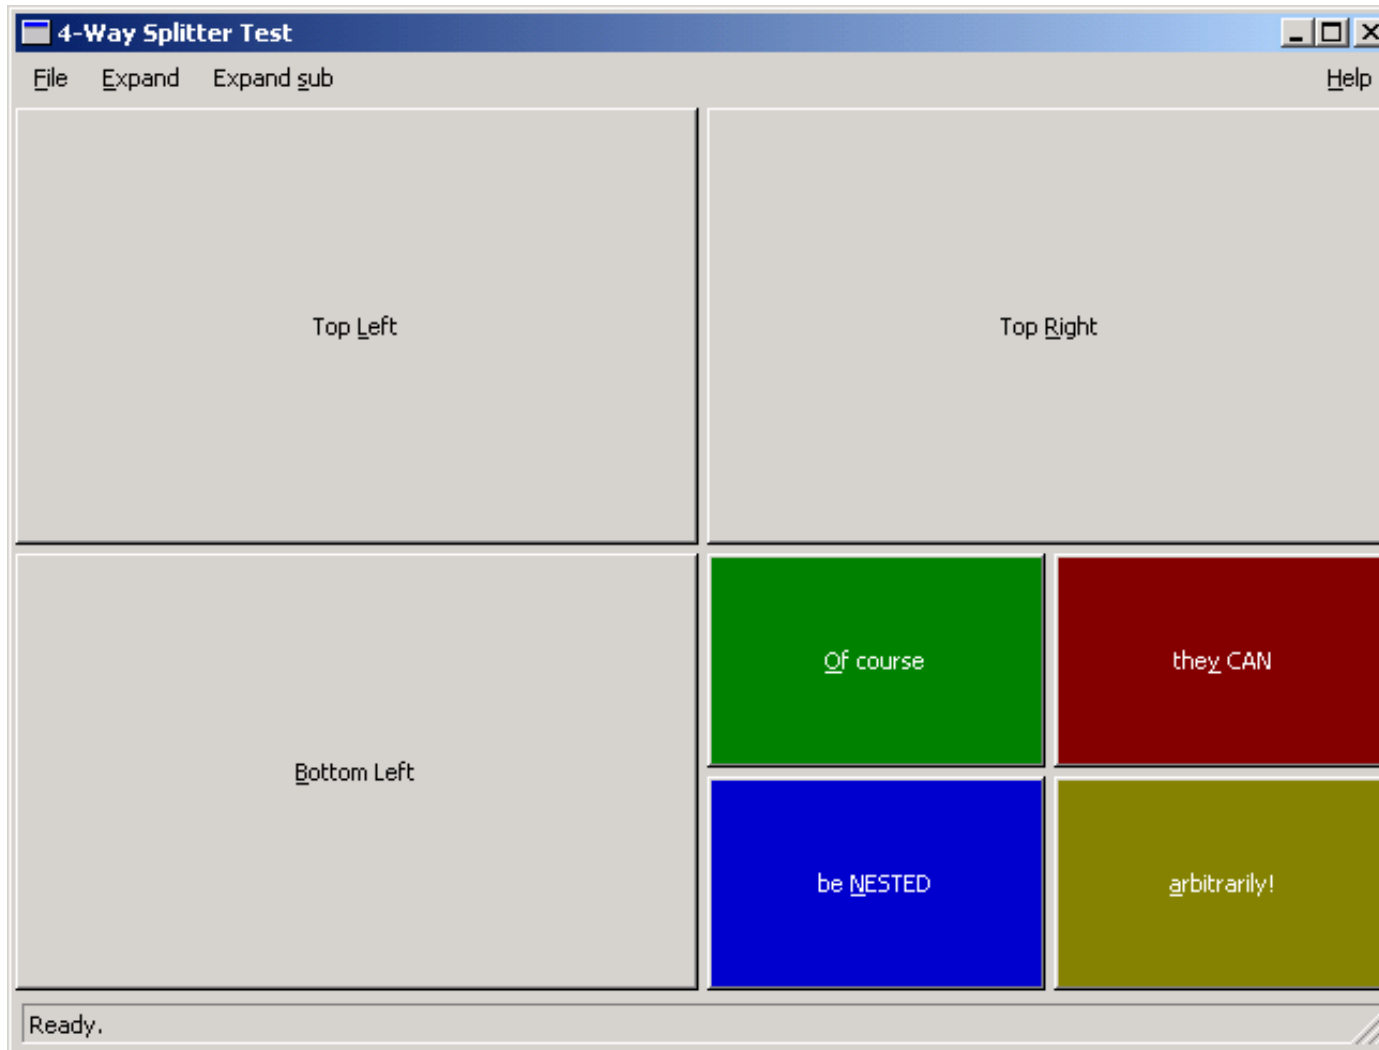 4-Way Splitter Test
File Expand Expand sub Help
Top Left
Top Right
Bottom Left
Of course
they CAN
be NESTED
arbitrarily!
Ready.